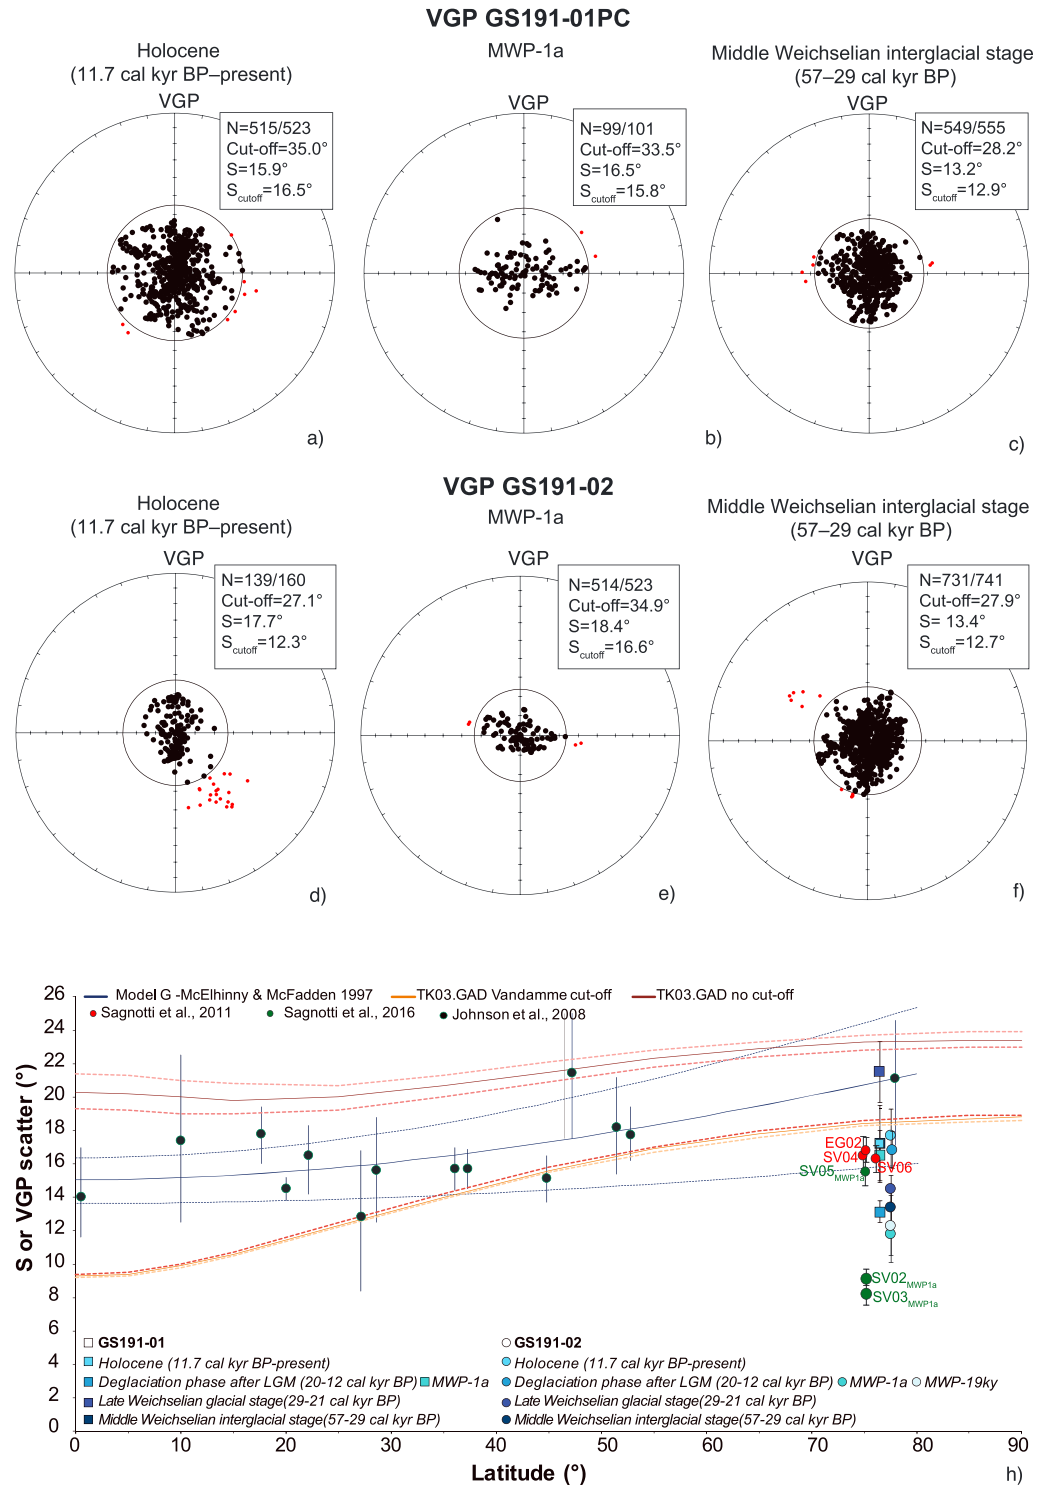 VGP GS191-01PC
Holocene
(11.7 cal kyr BP–present)
VGP
N=515/523
Cut-off=35.0°
S=15.9°
Scutoff=16.5°
a)
MWP-1a
VGP
N=99/101
Cut-off=33.5°
S=16.5°
Scutoff=15.8°
b)
Middle Weichselian interglacial stage
(57–29 cal kyr BP)
VGP
N=549/555
Cut-off=28.2°
S=13.2°
Scutoff=12.9°
c)
VGP GS191-02
Holocene
(11.7 cal kyr BP–present)
VGP
N=139/160
Cut-off=27.1°
S=17.7°
Scutoff=12.3°
d)
MWP-1a
VGP
N=514/523
Cut-off=34.9°
S=18.4°
Scutoff=16.6°
e)
Middle Weichselian interglacial stage
(57–29 cal kyr BP)
VGP
N=731/741
Cut-off=27.9°
S= 13.4°
Scutoff=12.7°
f)
S or VGP scatter (°)
26
24
22
20
18
16
14
12
10
8
6
4
2
0
Model G -McElhinny & McFadden 1997
TK03.GAD Vandamme cut-off
TK03.GAD no cut-off
Sagnotti et al., 2011
Sagnotti et al., 2016
Johnson et al., 2008
EG02
SV04
SV06
SV05MWP1a
SV02MWP1a
SV03MWP1a
GS191-01
Holocene (11.7 cal kyr BP-present)
Deglaciation phase after LGM (20-12 cal kyr BP)
MWP-1a
Late Weichselian glacial stage(29-21 cal kyr BP)
Middle Weichselian interglacial stage(57-29 cal kyr BP)
GS191-02
Holocene (11.7 cal kyr BP-present)
Deglaciation phase after LGM (20-12 cal kyr BP)
MWP-1a
MWP-19ky
Late Weichselian glacial stage(29-21 cal kyr BP)
Middle Weichselian interglacial stage(57-29 cal kyr BP)
0 10 20 30 40 50 60 70 80 90
Latitude (°)
h)